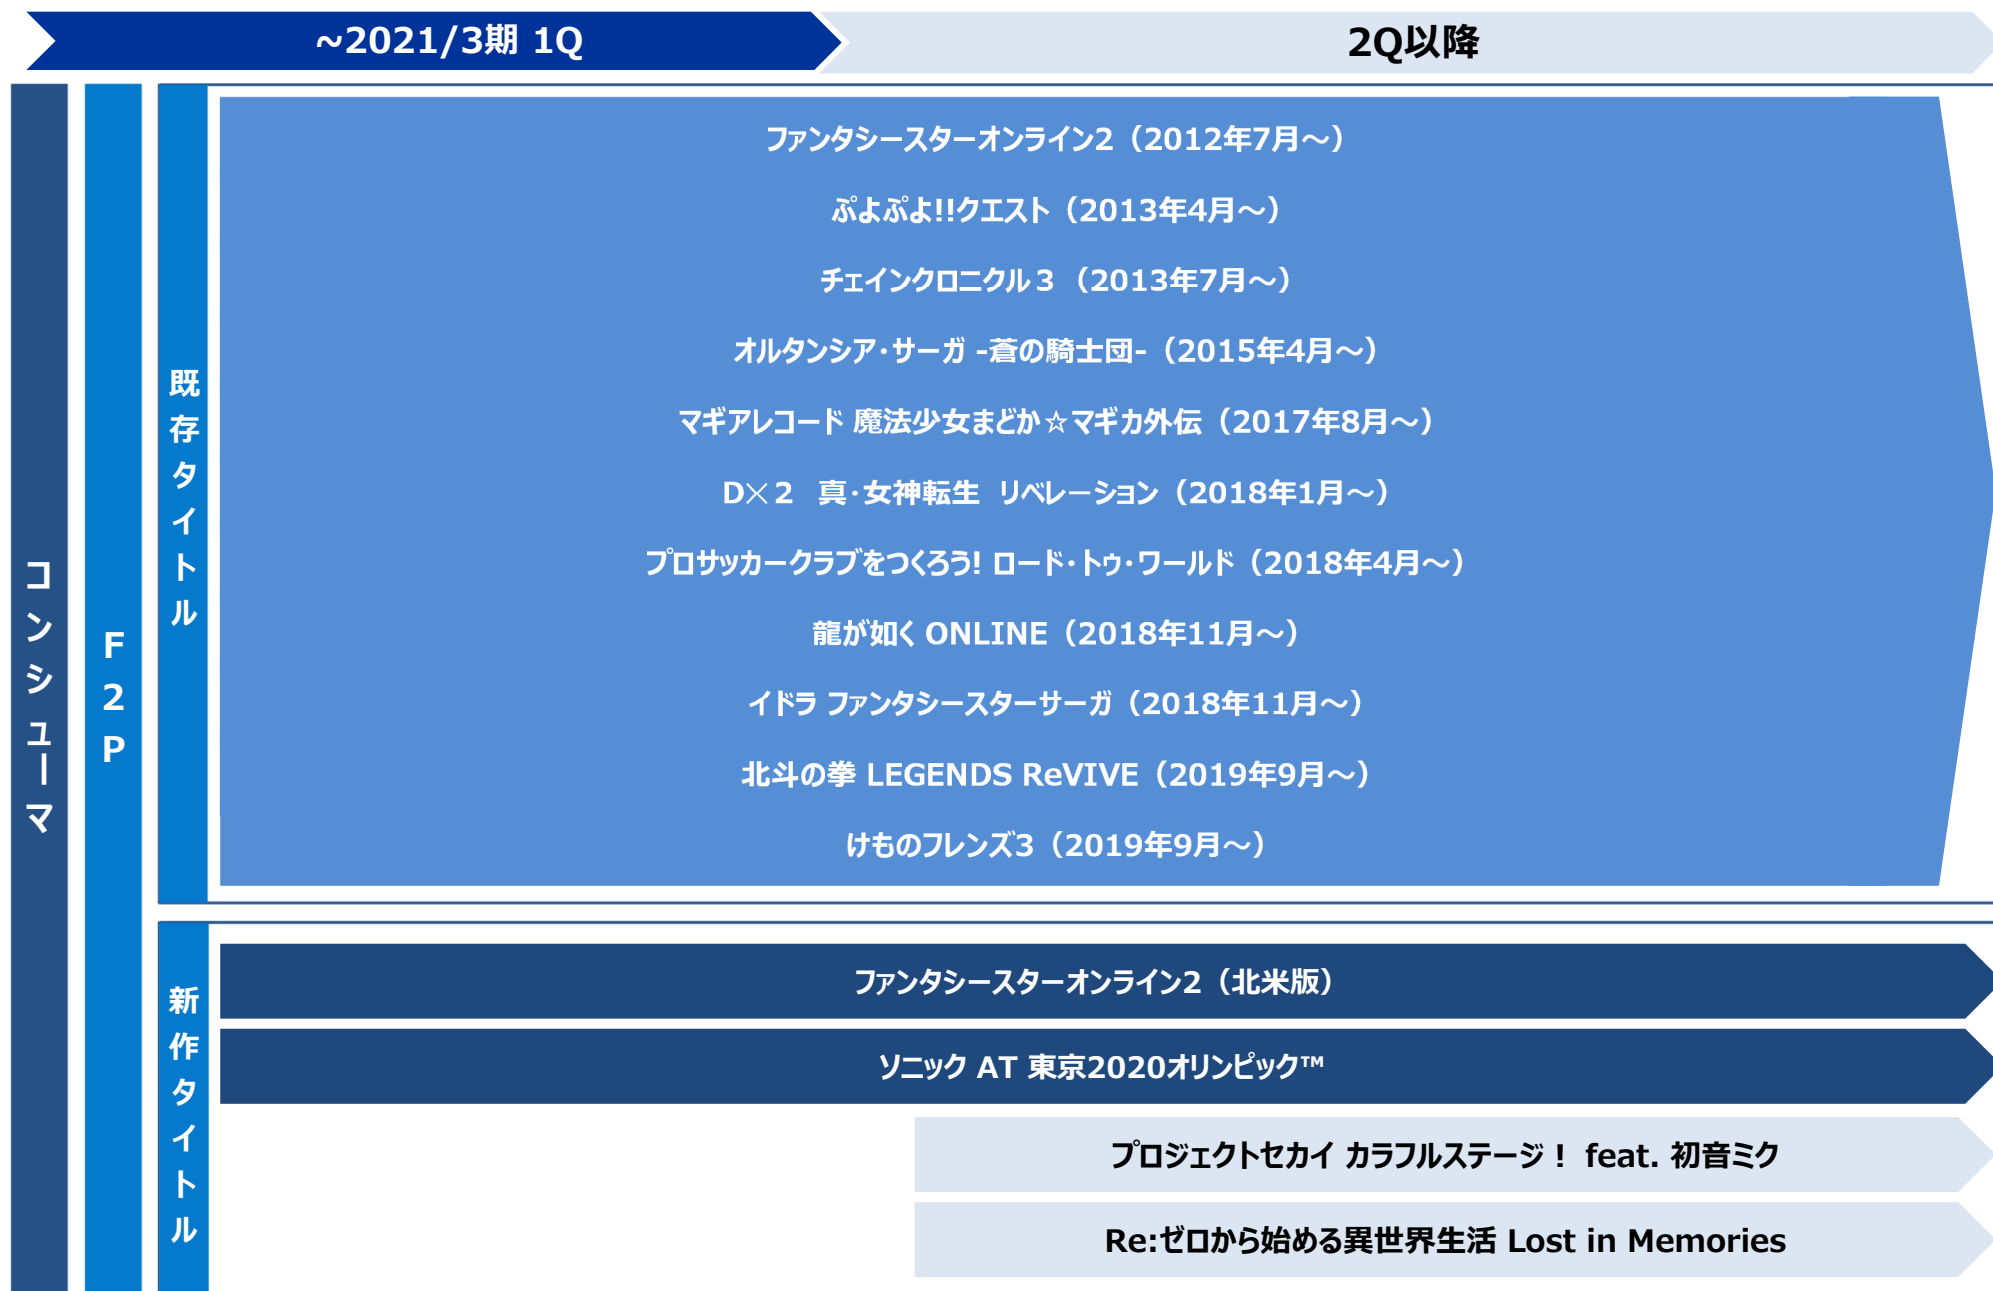 ~2021/3期 1Q
2Q以降
コンシューマ
F2P
既存タイトル
ファンタシースターオンライン2（2012年7月～）
ぷよぷよ!!クエスト（2013年4月～）
チェインクロニクル３（2013年7月～）
オルタンシア・サーガ -蒼の騎士団-（2015年4月～）
マギアレコード 魔法少女まどか☆マギカ外伝（2017年8月～）
D×２　真・女神転生　リベレーション（2018年1月～）
プロサッカークラブをつくろう! ロード・トゥ・ワールド（2018年4月～）
龍が如く ONLINE（2018年11月～）
イドラ ファンタシースターサーガ（2018年11月～）
北斗の拳 LEGENDS ReVIVE（2019年9月～）
けものフレンズ3（2019年9月～）
新作タイトル
ファンタシースターオンライン2（北米版）
ソニック AT 東京2020オリンピック™
プロジェクトセカイ カラフルステージ！ feat. 初音ミク
Re:ゼロから始める異世界生活 Lost in Memories